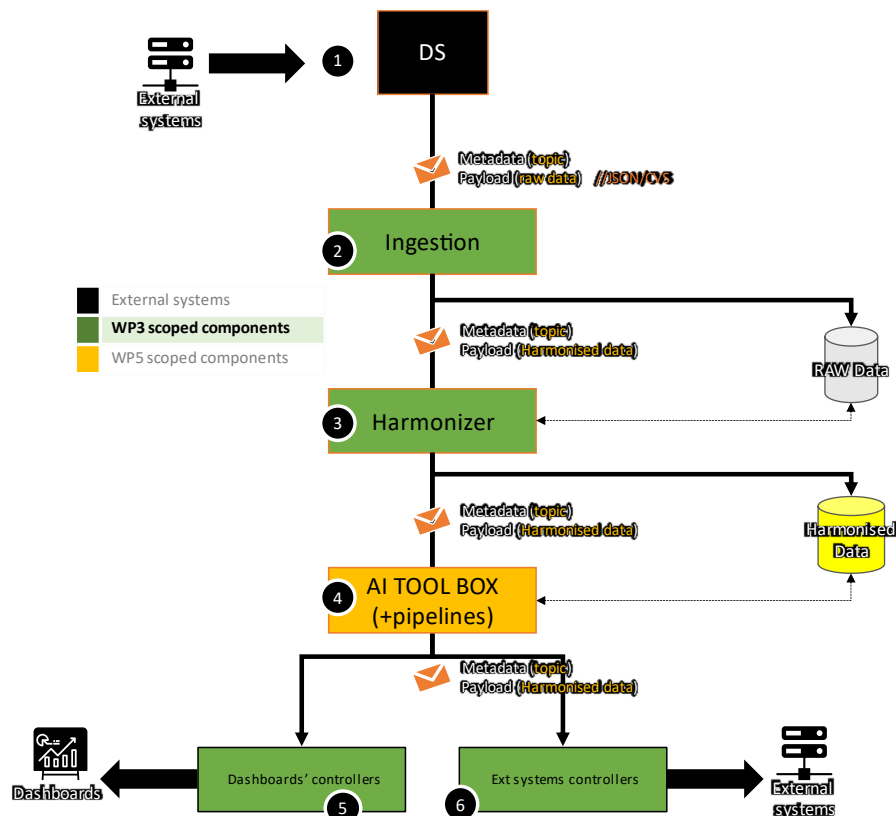 1
DS
External
systems
Metadata (topic)
Payload (raw data) //JSON/CVS
2
Ingestion
External systems
WP3 scoped components
WP5 scoped components
Metadata (topic)
Payload (Harmonised data)
RAW Data
3
Harmonizer
Metadata (topic)
Payload (Harmonised data)
Harmonised
Data
4
AI TOOL BOX
(+pipelines)
Metadata (topic)
Payload (Harmonised data)
Dashboards
Dashboards’ controllers
5
Ext systems controllers
6
External
systems